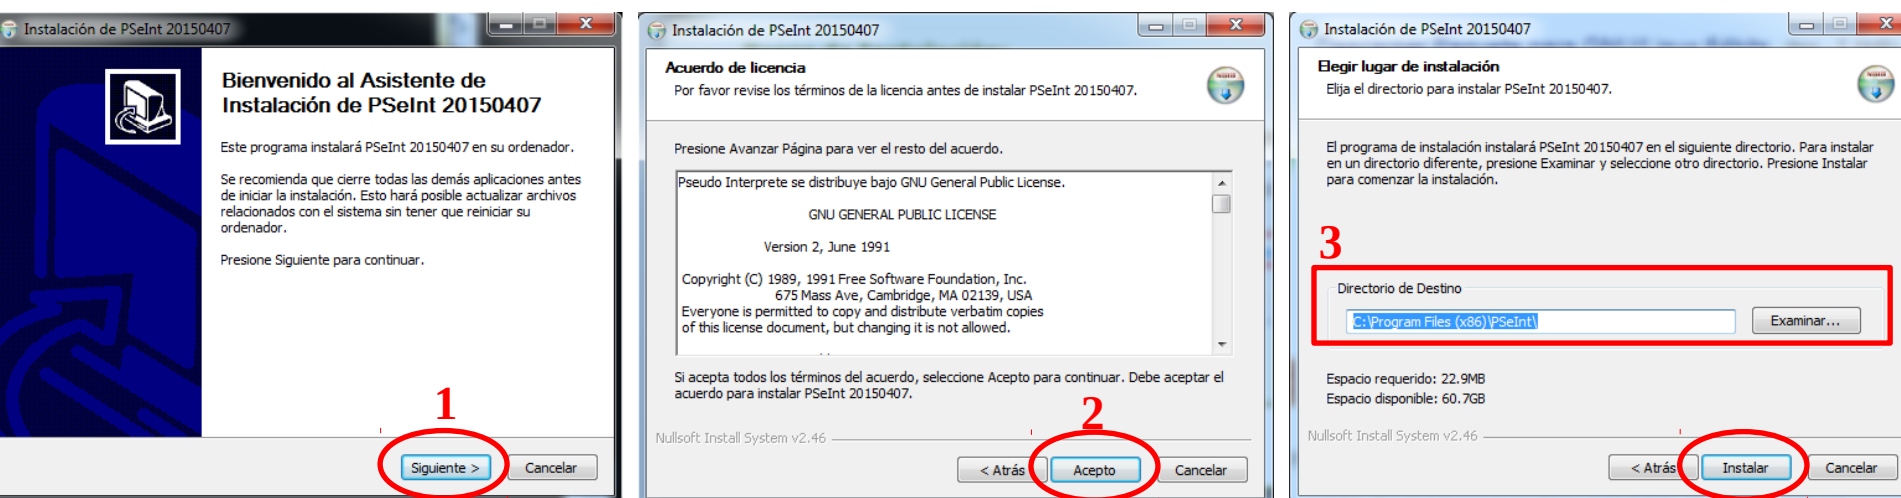 Instalación de PSeInt 20150407
Bienvenido al Asistente de
Instalación de PSeInt 20150407
Este programa instalará PSeInt 20150407 en su ordenador.
Se recomienda que cierre todas las demás aplicaciones antes
de iniciar la instalación. Esto hará posible actualizar archivos
relacionados con el sistema sin tener que reiniciar su
ordenador.
Presione Siguiente para continuar.
1
Siguiente >
Cancelar
Instalación de PSeInt 20150407
Acuerdo de licencia
Por favor revise los términos de la licencia antes de instalar PSeInt 20150407.
Presione Avanzar Página para ver el resto del acuerdo.
Pseudo Interprete se distribuye bajo GNU General Public License.
GNU GENERAL PUBLIC LICENSE
Version 2, June 1991
Copyright (C) 1989, 1991 Free Software Foundation, Inc.
675 Mass Ave, Cambridge, MA 02139, USA
Everyone is permitted to copy and distribute verbatim copies
of this license document, but changing it is not allowed.
Si acepta todos los términos del acuerdo, seleccione Acepto para continuar. Debe aceptar el
acuerdo para instalar PSeInt 20150407.
2
Nullsoft Install System v2.46
< Atrás
Acepto
Cancelar
Instalación de PSeInt 20150407
Elegir lugar de instalación
Elija el directorio para instalar PSeInt 20150407.
El programa de instalación instalará PSeInt 20150407 en el siguiente directorio. Para instalar
en un directorio diferente, presione Examinar y seleccione otro directorio. Presione Instalar
para comenzar la instalación.
3
Directorio de Destino
C:\Program Files (x86)\PSeInt\
Examinar...
Espacio requerido: 22.9MB
Espacio disponible: 60.7GB
Nullsoft Install System v2.46
< Atrás
Instalar
Cancelar